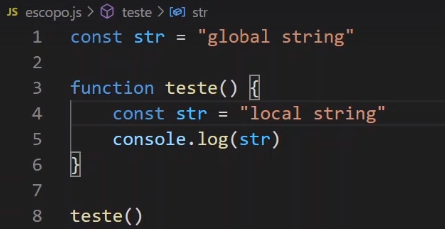 JS escopo.js > teste > str
1 const str = "global string"
2
3 function teste() {
4     const str = "local string"
5     console.log(str)
6 }
7
8 teste()